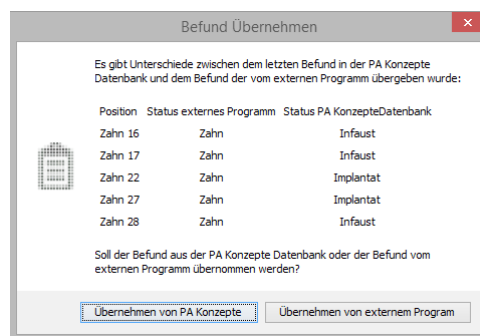 Befund Übernehmen
Es gibt Unterschiede zwischen dem letzten Befund in der PA Konzepte
Datenbank und dem Befund der vom externen Programm übergeben wurde:
Position Status externes Programm Status PA KonzepteDatenbank
Zahn 16 Zahn Infaust
Zahn 17 Zahn Infaust
Zahn 22 Zahn Implantat
Zahn 27 Zahn Implantat
Zahn 28 Zahn Infaust
Soll der Befund aus der PA Konzepte Datenbank oder der Befund vom
externen Programm übernommen werden?
Übernehmen von PA Konzepte Übernehmen von externem Program